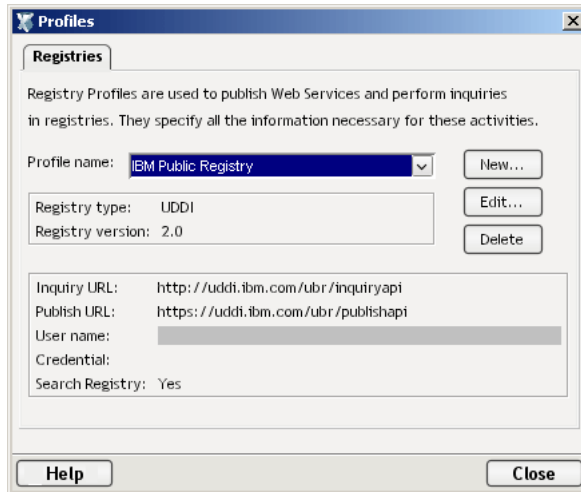 Profiles
Registries
Registry Profiles are used to publish Web Services and perform inquiries
in registries. They specify all the information necessary for these activities.
Profile name: IBM Public Registry New...
Registry type: UDDI Edit...
Registry version: 2.0
Delete
Inquiry URL: http://uddi.ibm.com/ubr/inquiryapi
Publish URL: https://uddi.ibm.com/ubr/publishapi
User name:
Credential:
Search Registry: Yes
Help Close